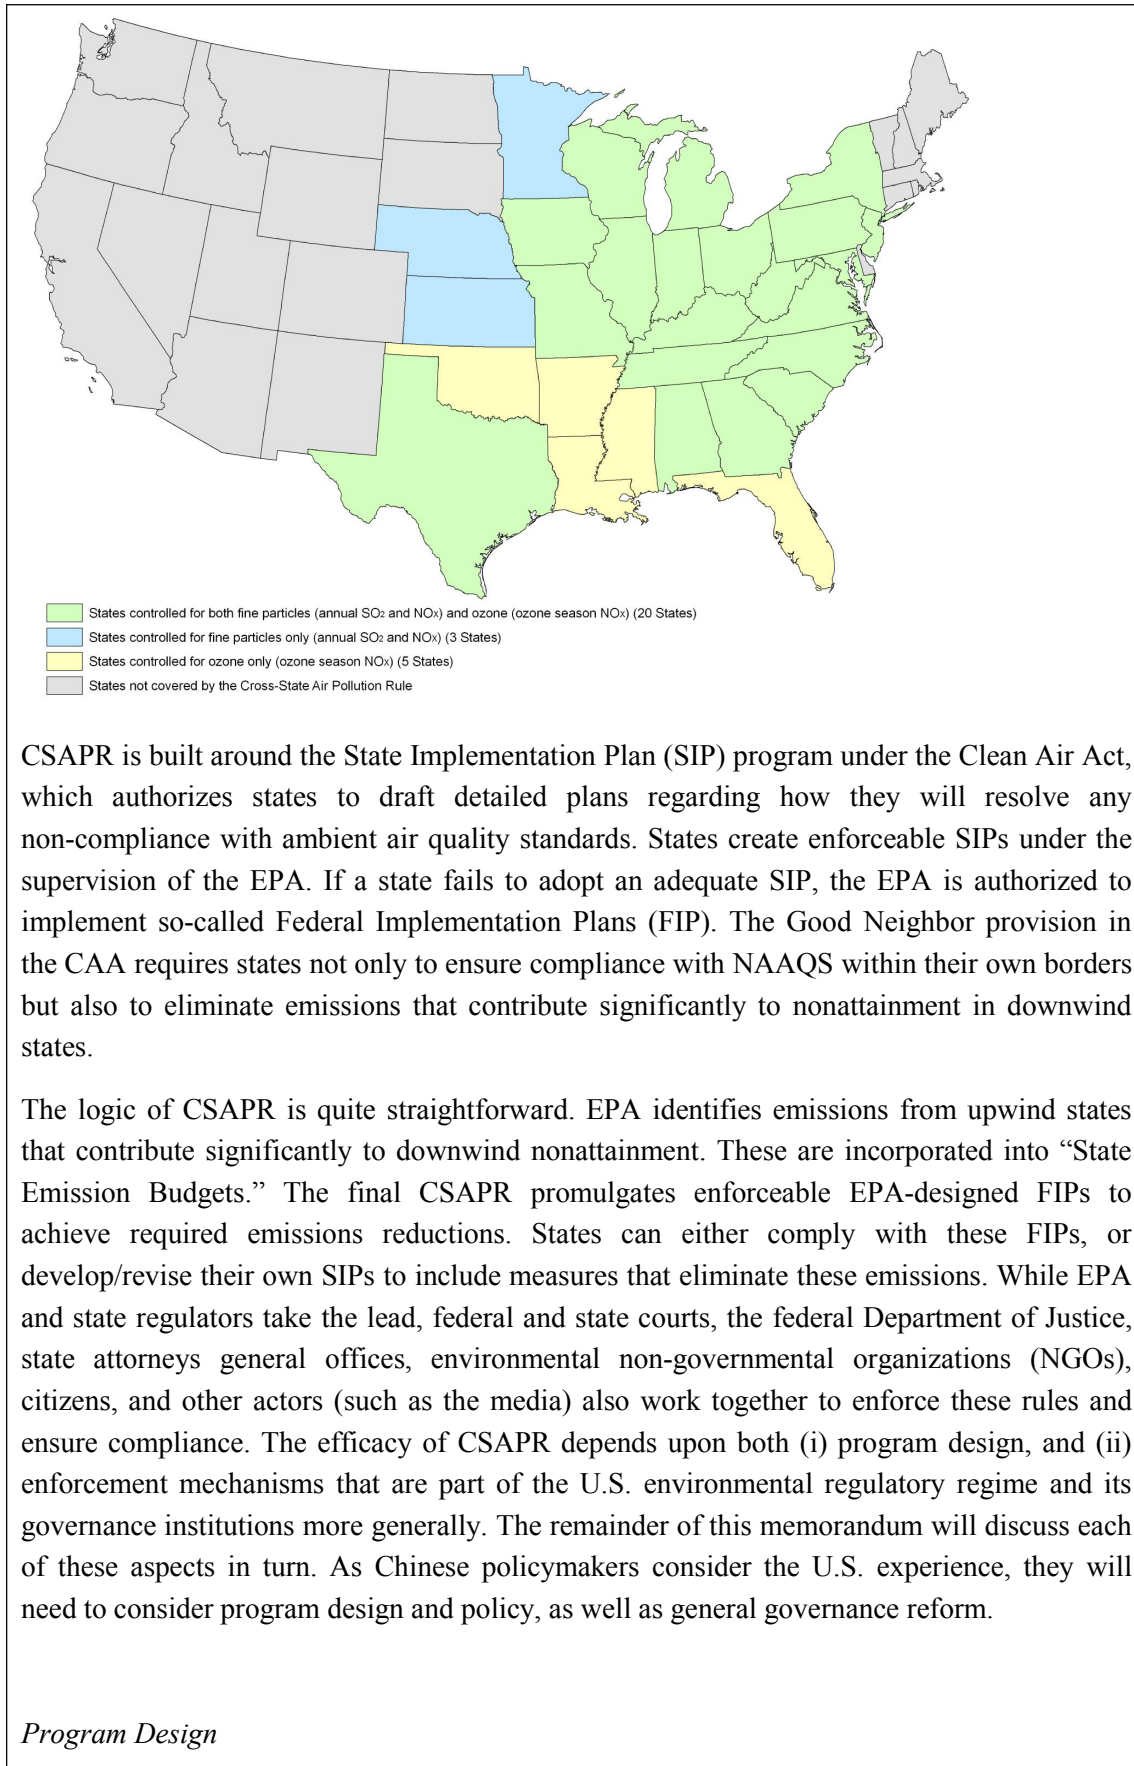 States controlled for both fine particles (annual SO2 and NOx) and ozone (ozone season NOx) (20 States)
States controlled for fine particles only (annual SO2 and NOx) (3 States)
States controlled for ozone only (ozone season NOx) (5 States)
States not covered by the Cross-State Air Pollution Rule
CSAPR is built around the State Implementation Plan (SIP) program under the Clean Air Act,
which authorizes states to draft detailed plans regarding how they will resolve any
non-compliance with ambient air quality standards. States create enforceable SIPs under the
supervision of the EPA. If a state fails to adopt an adequate SIP, the EPA is authorized to
implement so-called Federal Implementation Plans (FIP). The Good Neighbor provision in
the CAA requires states not only to ensure compliance with NAAQS within their own borders
but also to eliminate emissions that contribute significantly to nonattainment in downwind
states.
The logic of CSAPR is quite straightforward. EPA identifies emissions from upwind states
that contribute significantly to downwind nonattainment. These are incorporated into “State
Emission Budgets.” The final CSAPR promulgates enforceable EPA-designed FIPs to
achieve required emissions reductions. States can either comply with these FIPs, or
develop/revise their own SIPs to include measures that eliminate these emissions. While EPA
and state regulators take the lead, federal and state courts, the federal Department of Justice,
state attorneys general offices, environmental non-governmental organizations (NGOs),
citizens, and other actors (such as the media) also work together to enforce these rules and
ensure compliance. The efficacy of CSAPR depends upon both (i) program design, and (ii)
enforcement mechanisms that are part of the U.S. environmental regulatory regime and its
governance institutions more generally. The remainder of this memorandum will discuss each
of these aspects in turn. As Chinese policymakers consider the U.S. experience, they will
need to consider program design and policy, as well as general governance reform.
Program Design